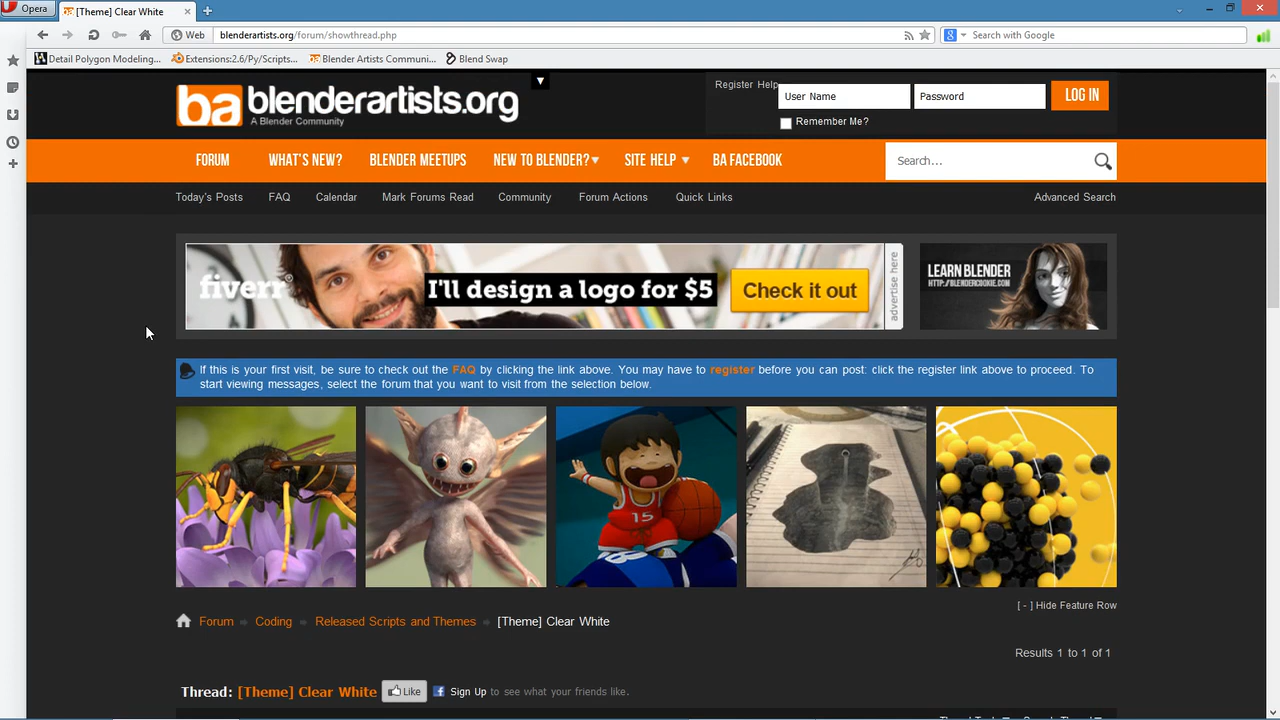 Opera
[Theme] Clear White
Web
blenderartists.org/forum/showthread.php
Search with Google
Detail Polygon Modeling...
Extensions:2.6/Py/Scripts...
Blender Artists Communi...
Blend Swap
ba blenderartists.org
A Blender Community
Register Help
User Name
Password
LOG IN
Remember Me?
FORUM
WHAT'S NEW?
BLENDER MEETUPS
NEW TO BLENDER?
SITE HELP
BA FACEBOOK
Search...
Today's Posts
FAQ
Calendar
Mark Forums Read
Community
Forum Actions
Quick Links
Advanced Search
fiverr®
I'll design a logo for $5
Check it out
advertise here
LEARN BLENDER
HTTP://BLENDERCOOKIE.COM
If this is your first visit, be sure to check out the FAQ by clicking the link above. You may have to register before you can post: click the register link above to proceed. To
start viewing messages, select the forum that you want to visit from the selection below.
15
[ - ] Hide Feature Row
Forum
Coding
Released Scripts and Themes
[Theme] Clear White
Results 1 to 1 of 1
Thread: [Theme] Clear White
Like
Sign Up to see what your friends like.